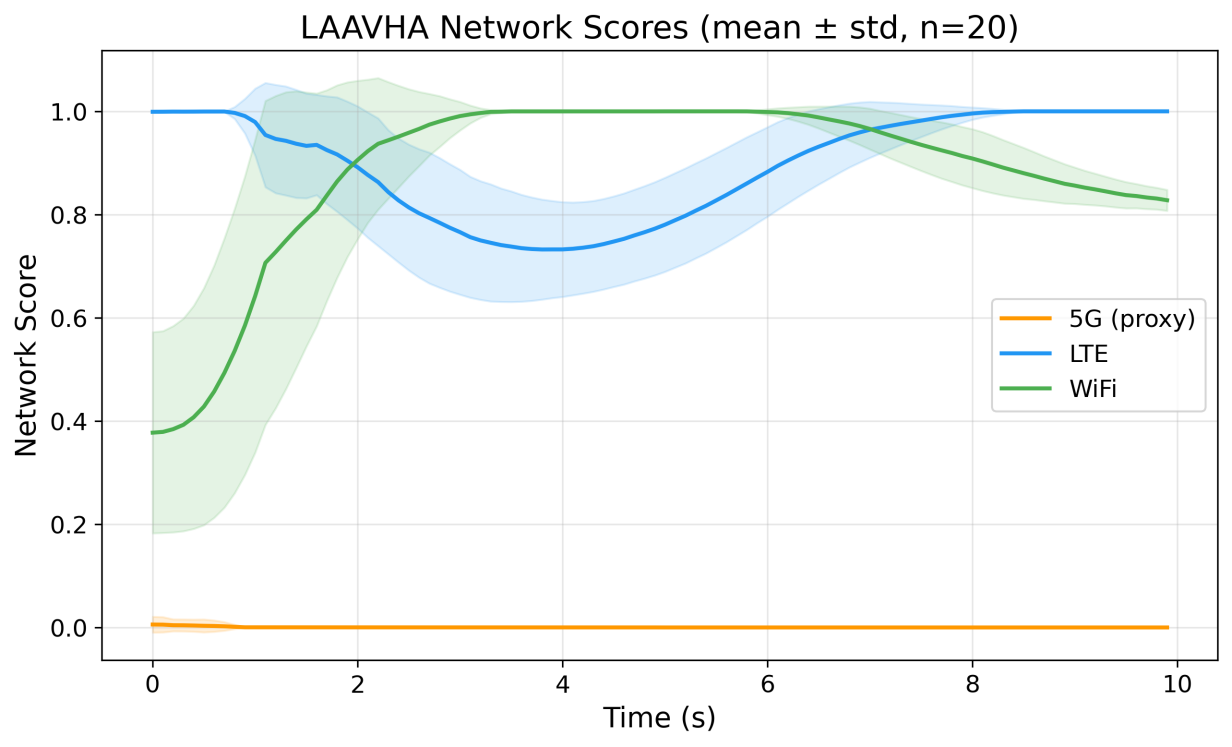 LAAVHA Network Scores (mean ± std, n=20)
Network Score
1.0
0.8
0.6
0.4
0.2
0.0
5G (proxy)
LTE
WiFi
0 2 4 6 8 10
Time (s)